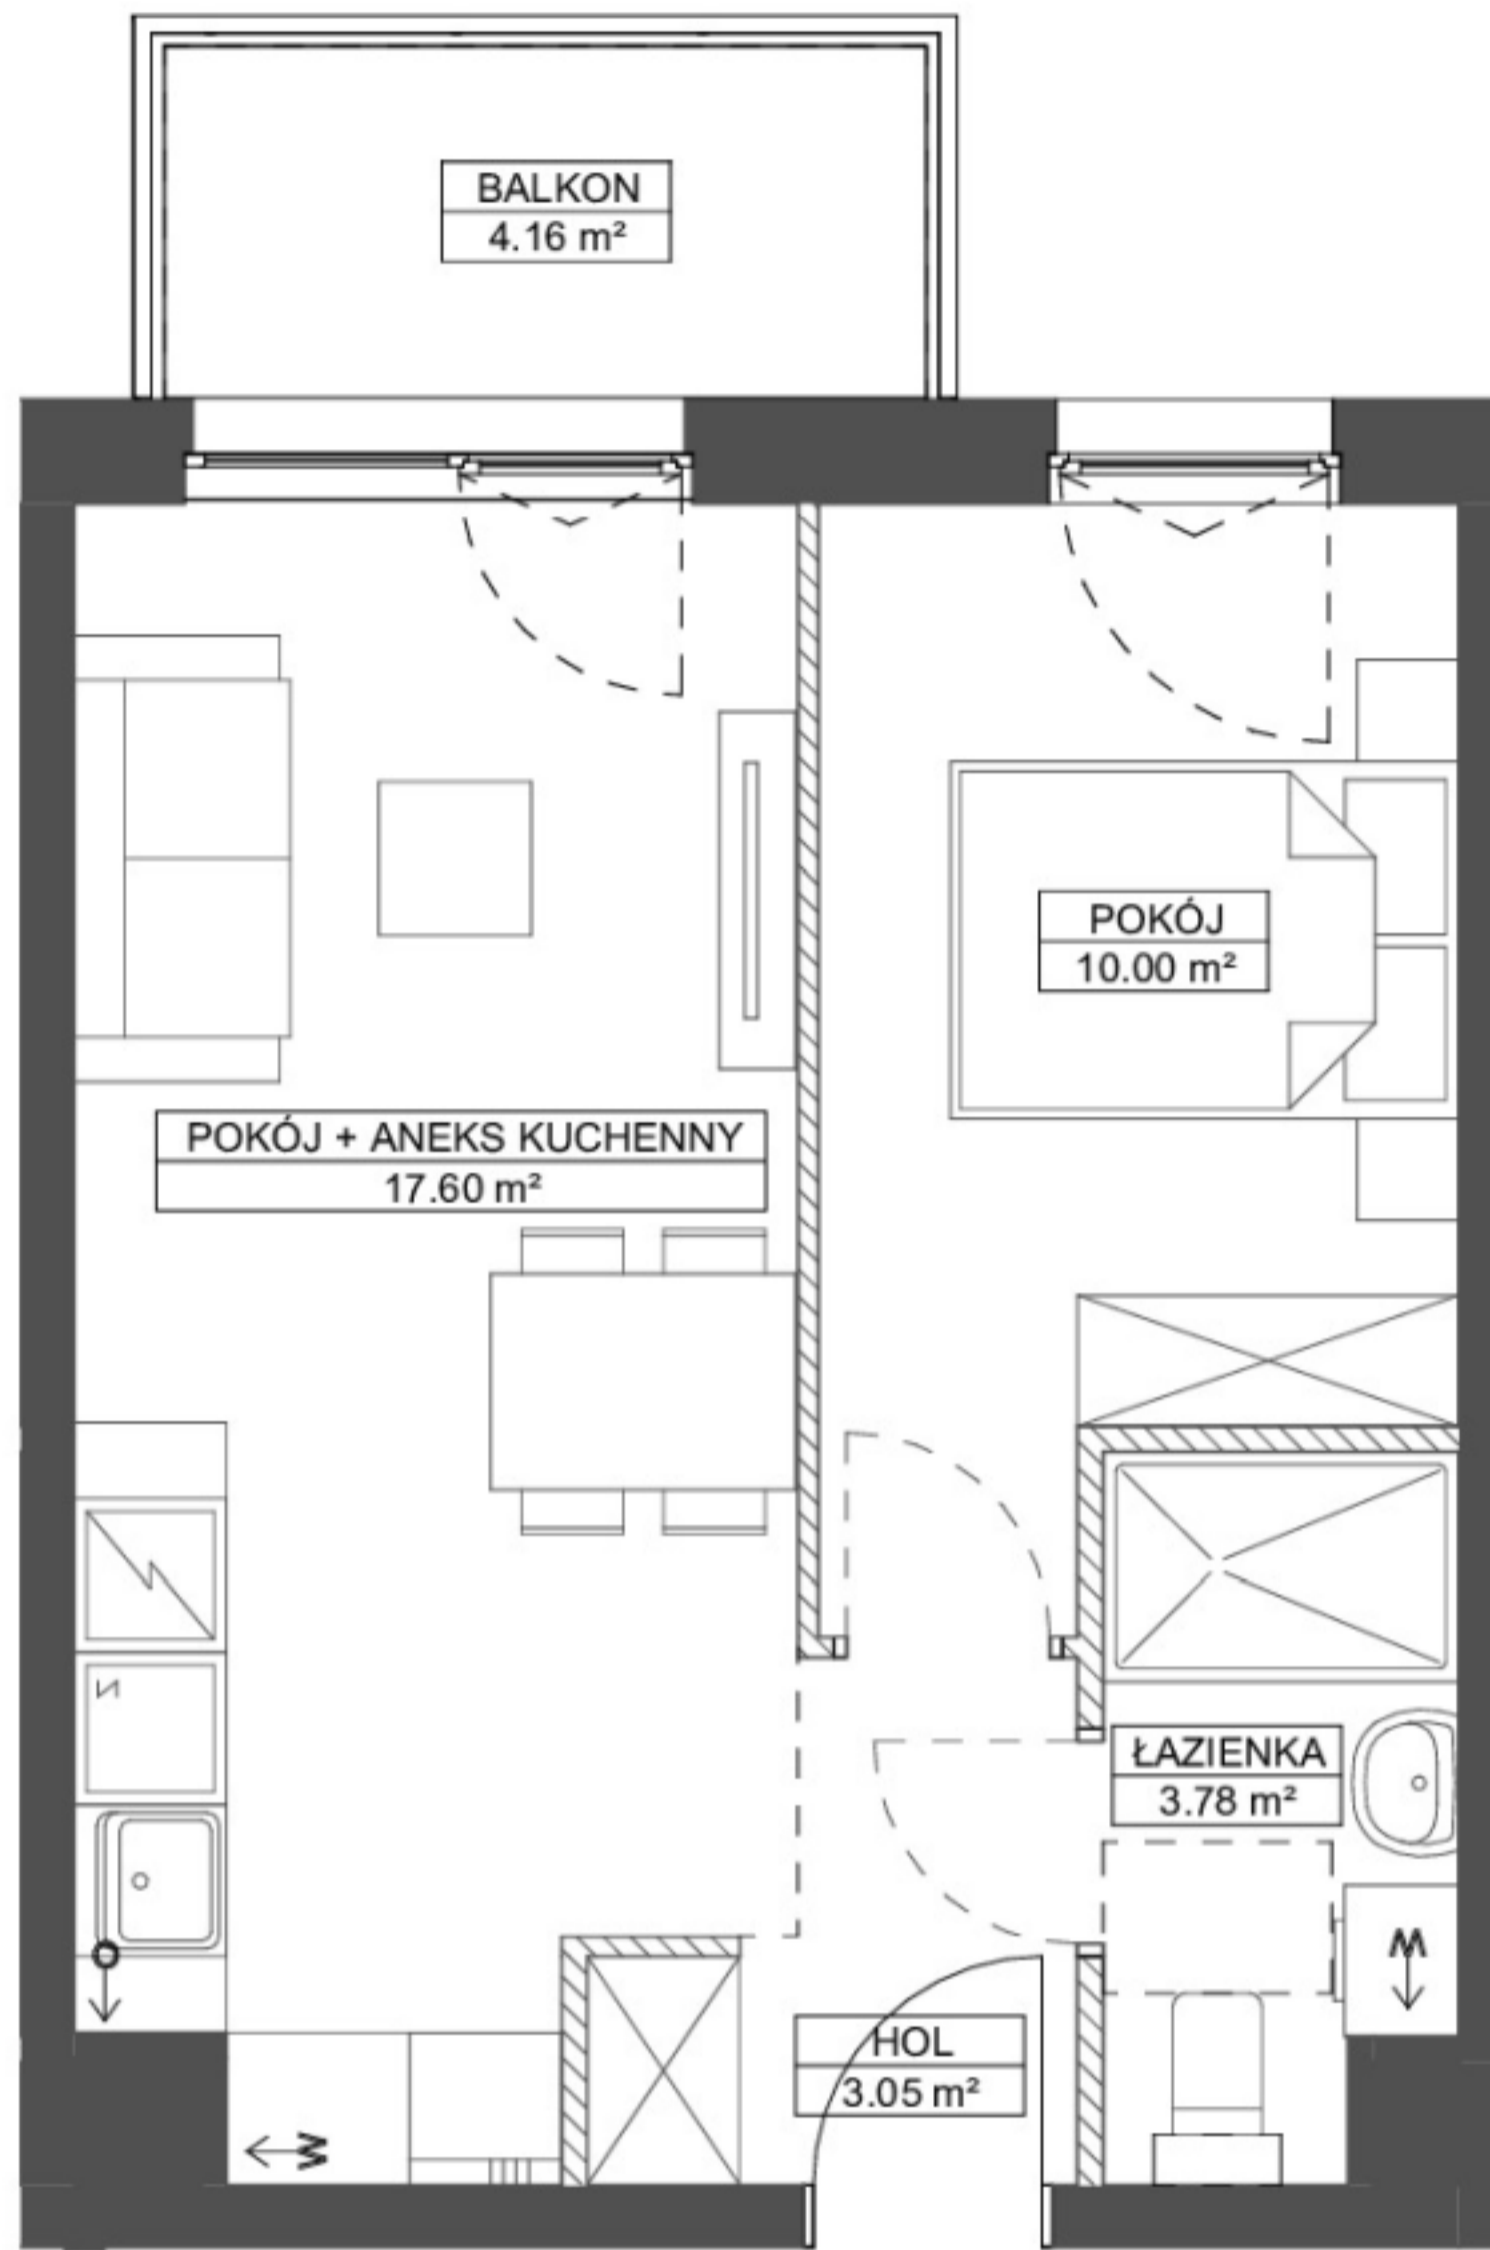 BALKON
4.16 m²
POKÓJ
10.00 m²
POKÓJ + ANEKS KUCHENNY
17.60 m²
ŁAZIENKA
3.78 m²
W
HOL
3.05 m²
W